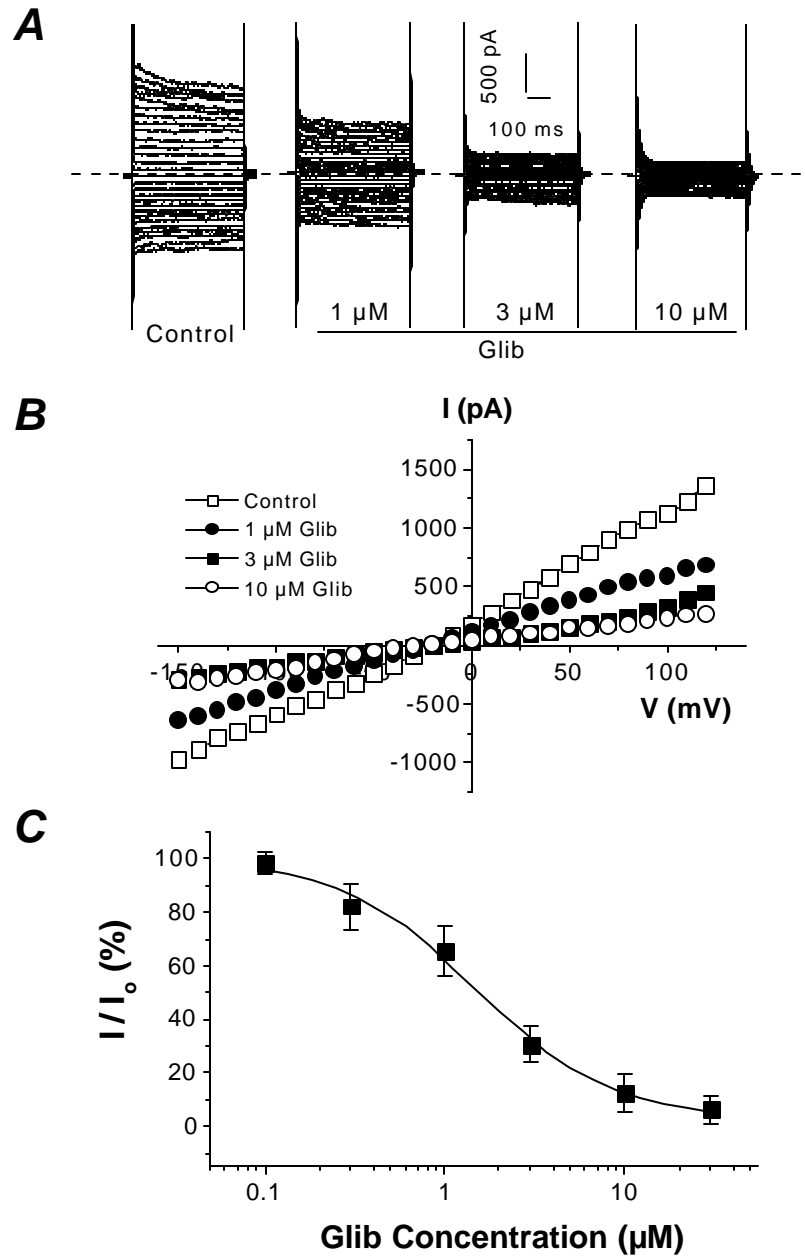 A
500 pA
100 ms
Control
1 µM
3 µM
10 µM
Glib
B
I (pA)
1500
1000
500
-500
-1000
0
50
100
V (mV)
Control
1 µM Glib
3 µM Glib
10 µM Glib
C
I / Io (%)
100
80
60
40
20
0
0.1
1
10
Glib Concentration (µM)